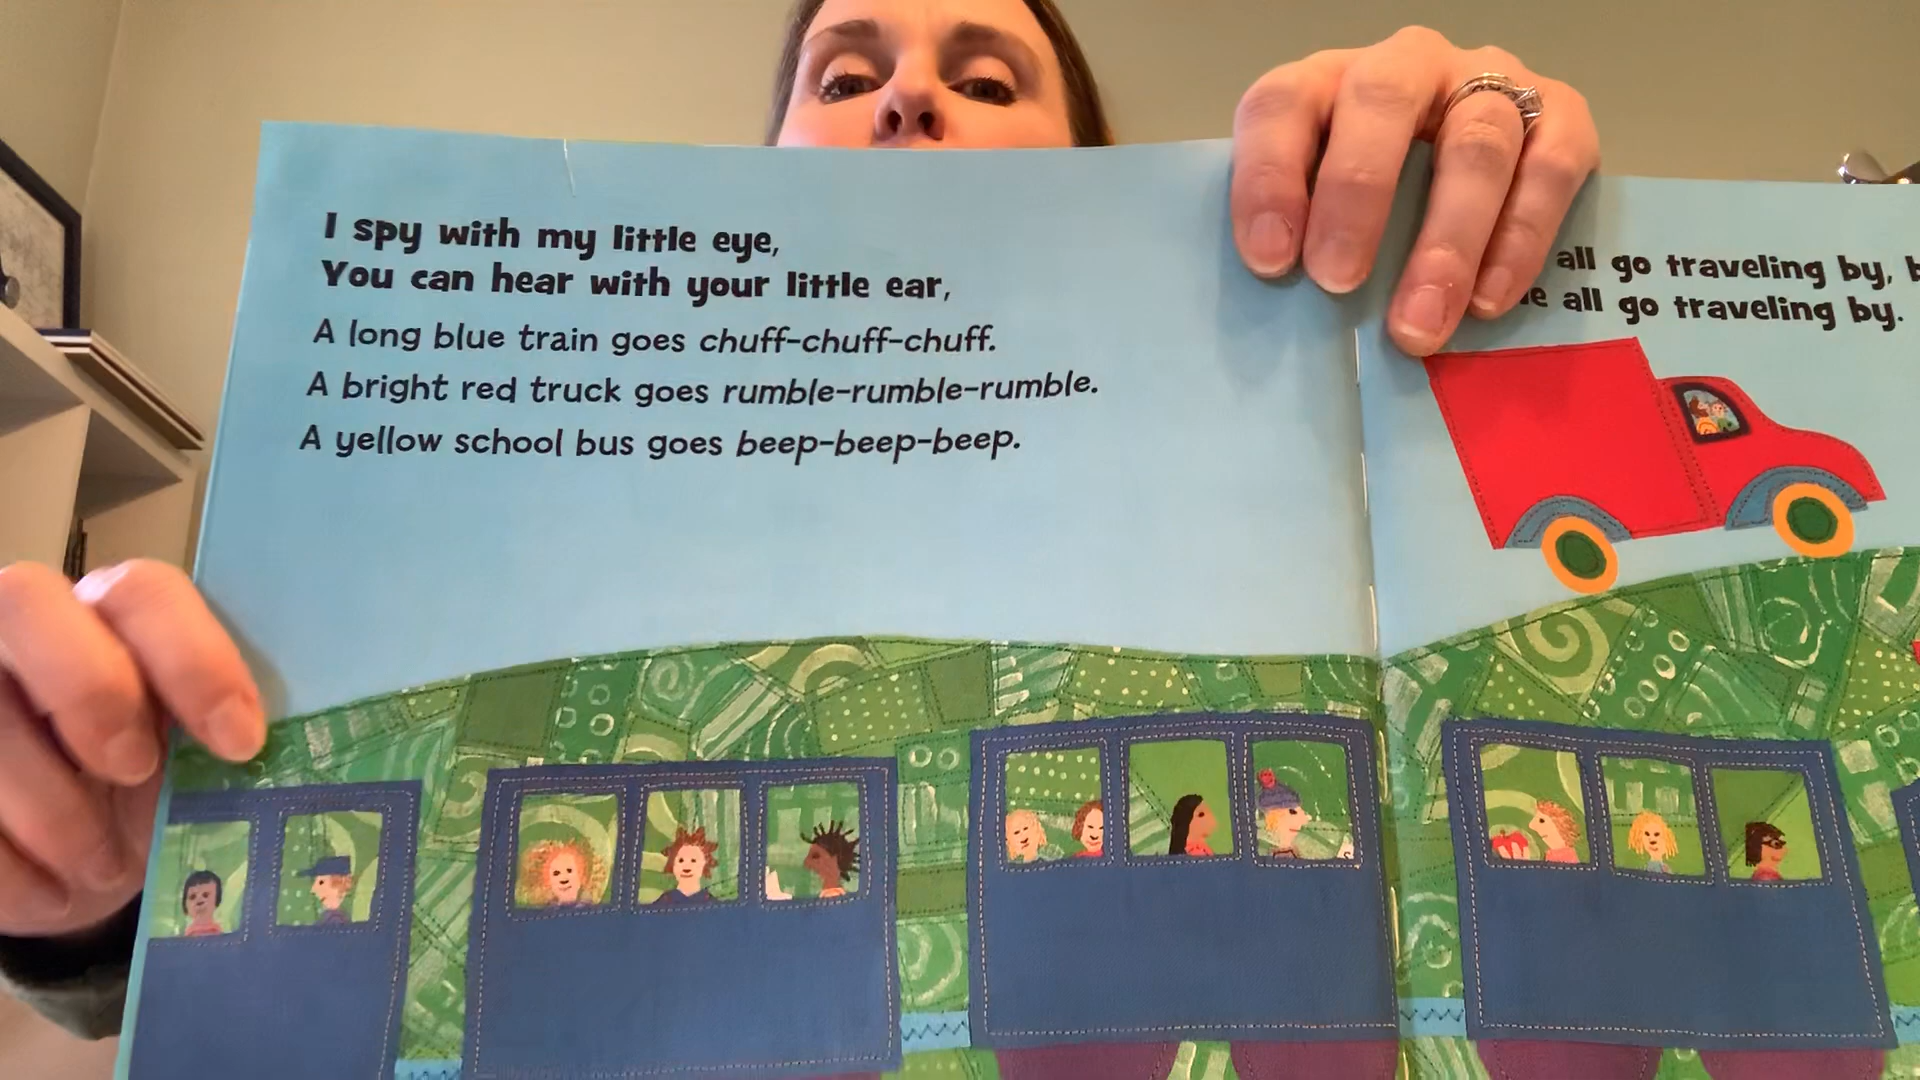 I spy with my little eye,
You can hear with your little ear,
A long blue train goes chuff-chuff-chuff.
A bright red truck goes rumble-rumble-rumble.
A yellow school bus goes beep-beep-beep.
all go traveling by,
all go traveling by.